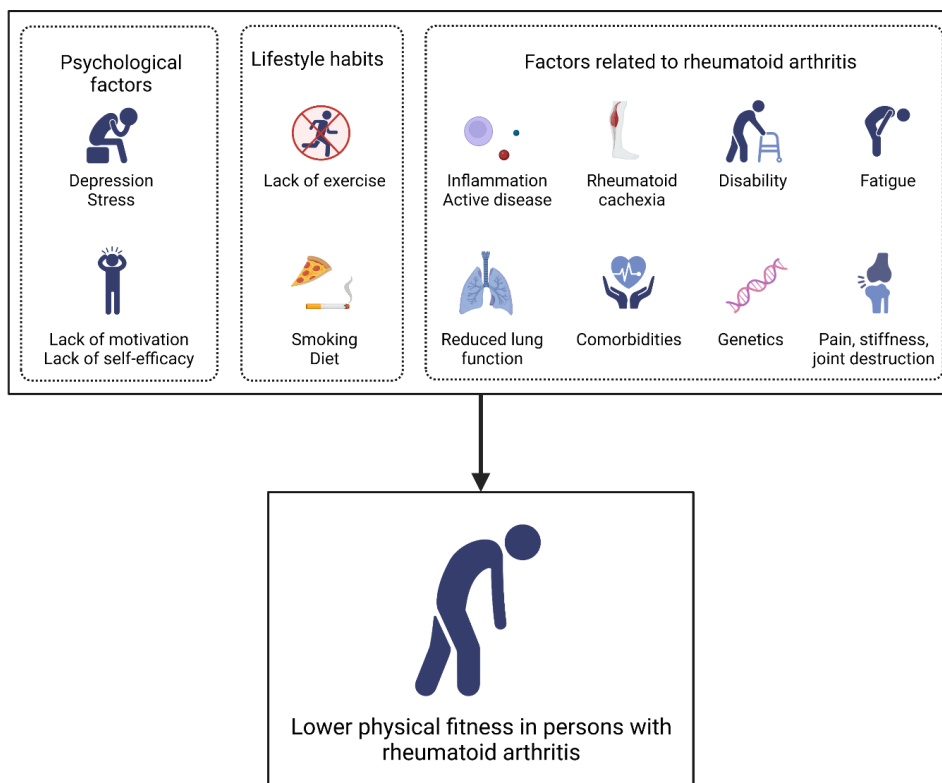 Psychological
factors
Depression
Stress
Lack of motivation
Lack of self-efficacy
Lifestyle habits
Lack of exercise
Smoking
Diet
Factors related to rheumatoid arthritis
Inflammation
Active disease
Rheumatoid
cachexia
Disability
Fatigue
Reduced lung
function
Comorbidities
Genetics
Pain, stiffness,
joint destruction
Lower physical fitness in persons with
rheumatoid arthritis